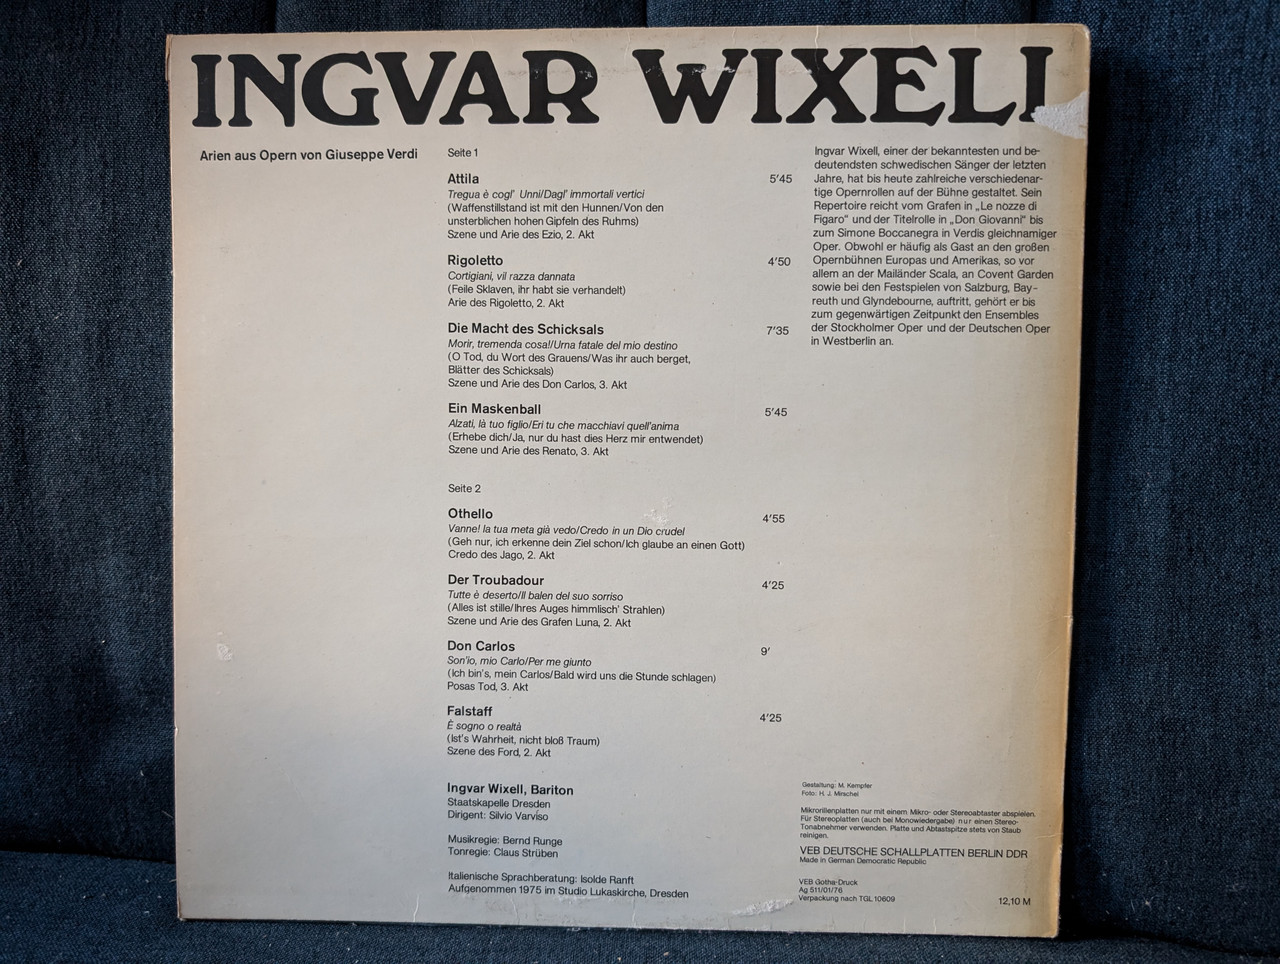 INGVAR WIXELL
Arien aus Opern von Giuseppe Verdi
Seite 1
Attila 5'45
Tregua è cogl' Unni/Dagl' immortali vertici
(Waffenstillstand ist mit den Hunnen/Von den
unsterblichen hohen Gipfeln des Ruhms)
Szene und Arie des Ezio, 2. Akt
Rigoletto 4'50
Cortigiani, vil razza dannata
(Feile Sklaven, ihr habt sie verhandelt)
Arie des Rigoletto, 2. Akt
Die Macht des Schicksals 7'35
Morir, tremenda cosa!/Urna fatale del mio destino
(O Tod, du Wort des Grauens/Was ihr auch berget,
Blätter des Schicksals)
Szene und Arie des Don Carlos, 3. Akt
Ein Maskenball 5'45
Alzati, là tuo figlio/Eri tu che macchiavi quell'anima
(Erhebe dich/Ja, nur du hast dies Herz mir entwendet)
Szene und Arie des Renato, 3. Akt
Seite 2
Othello 4'55
Vanne! la tua meta già vedo/Credo in un Dio crudel
(Geh nur, ich erkenne dein Ziel schon/Ich glaube an einen Gott)
Credo des Jago, 2. Akt
Der Troubadour 4'25
Tutte è deserto/Il balen del suo sorriso
(Alles ist stille/Ihres Auges himmlisch' Strahlen)
Szene und Arie des Grafen Luna, 2. Akt
Don Carlos 9'
Son'io, mio Carlo/Per me giunto
(Ich bin's, mein Carlos/Bald wird uns die Stunde schlagen)
Posas Tod, 3. Akt
Falstaff 4'25
È sogno o realtà
(Ist's Wahrheit, nicht bloß Traum)
Szene des Ford, 2. Akt
Ingvar Wixell, Bariton
Staatskapelle Dresden
Dirigent: Silvio Varviso
Musikregie: Bernd Runge
Tonregie: Claus Strüben
Italienische Sprachberatung: Isolde Ranft
Aufgenommen 1975 im Studio Lukaskirche, Dresden
Ingvar Wixell, einer der bekanntesten und be-
deutendsten schwedischen Sänger der letzten
Jahre, hat bis heute zahlreiche verschiedenar-
tige Opernrollen auf der Bühne gestaltet. Sein
Repertoire reicht vom Grafen in „Le nozze di
Figaro" und der Titelrolle in „Don Giovanni" bis
zum Simone Boccanegra in Verdis gleichnamiger
Oper. Obwohl er häufig als Gast an den großen
Opernbühnen Europas und Amerikas, so vor
allem an der Mailänder Scala, an Covent Garden
sowie bei den Festspielen von Salzburg, Bay-
reuth und Glyndebourne, auftritt, gehört er bis
zum gegenwärtigen Zeitpunkt den Ensembles
der Stockholmer Oper und der Deutschen Oper
in Westberlin an.
Gestaltung: M. Kempfer
Foto: H. J. Mirschel
Mikrorillenplatten nur mit einem Mikro- oder Stereoabtaster abspielen.
Für Stereoplatten (auch bei Monowiedergabe) nur einen Stereo-
Tonabnehmer verwenden. Platte und Abtastspitze stets von Staub
reinigen.
VEB DEUTSCHE SCHALLPLATTEN BERLIN DDR
Made in German Democratic Republic
VEB Gotha-Druck
Ag 511/01/76
Verpackung nach TGL 10609
12,10 M